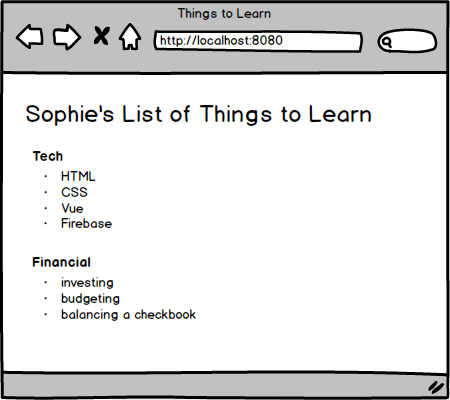 Things to Learn
http://localhost:8080
Sophie's List of Things to Learn
Tech
· HTML
· CSS
· Vue
· Firebase
Financial
· investing
· budgeting
· balancing a checkbook